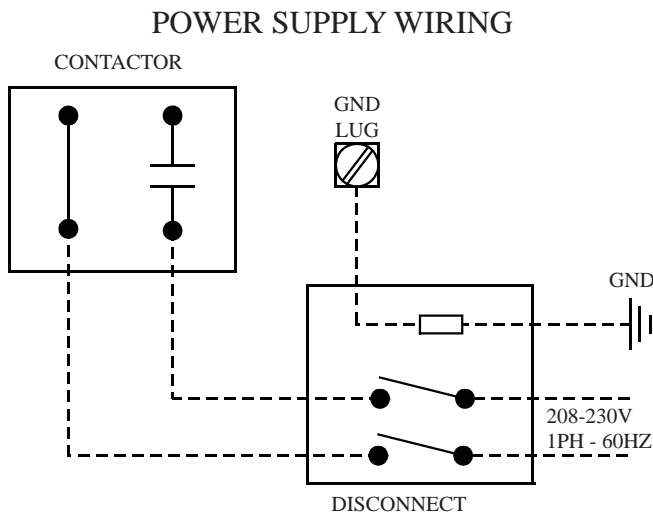 POWER SUPPLY WIRING
CONTACTOR
GND
LUG
GND
208-230V
1PH - 60HZ
DISCONNECT